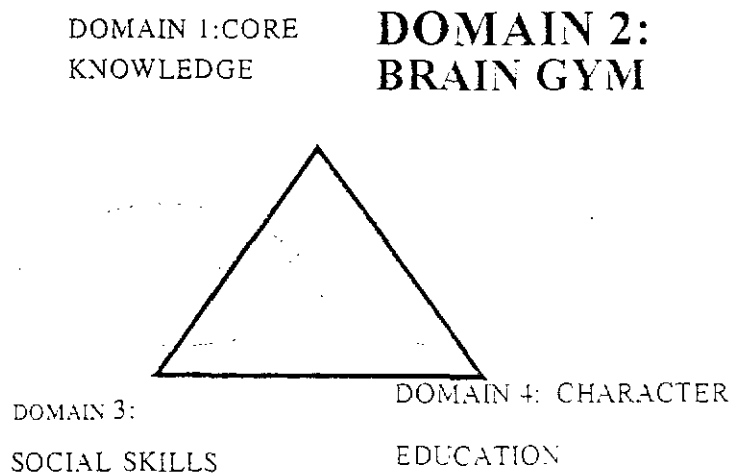 DOMAIN 1:CORE
KNOWLEDGE
DOMAIN 2:
BRAIN GYM
DOMAIN 3:
SOCIAL SKILLS
DOMAIN 4: CHARACTER
EDUCATION